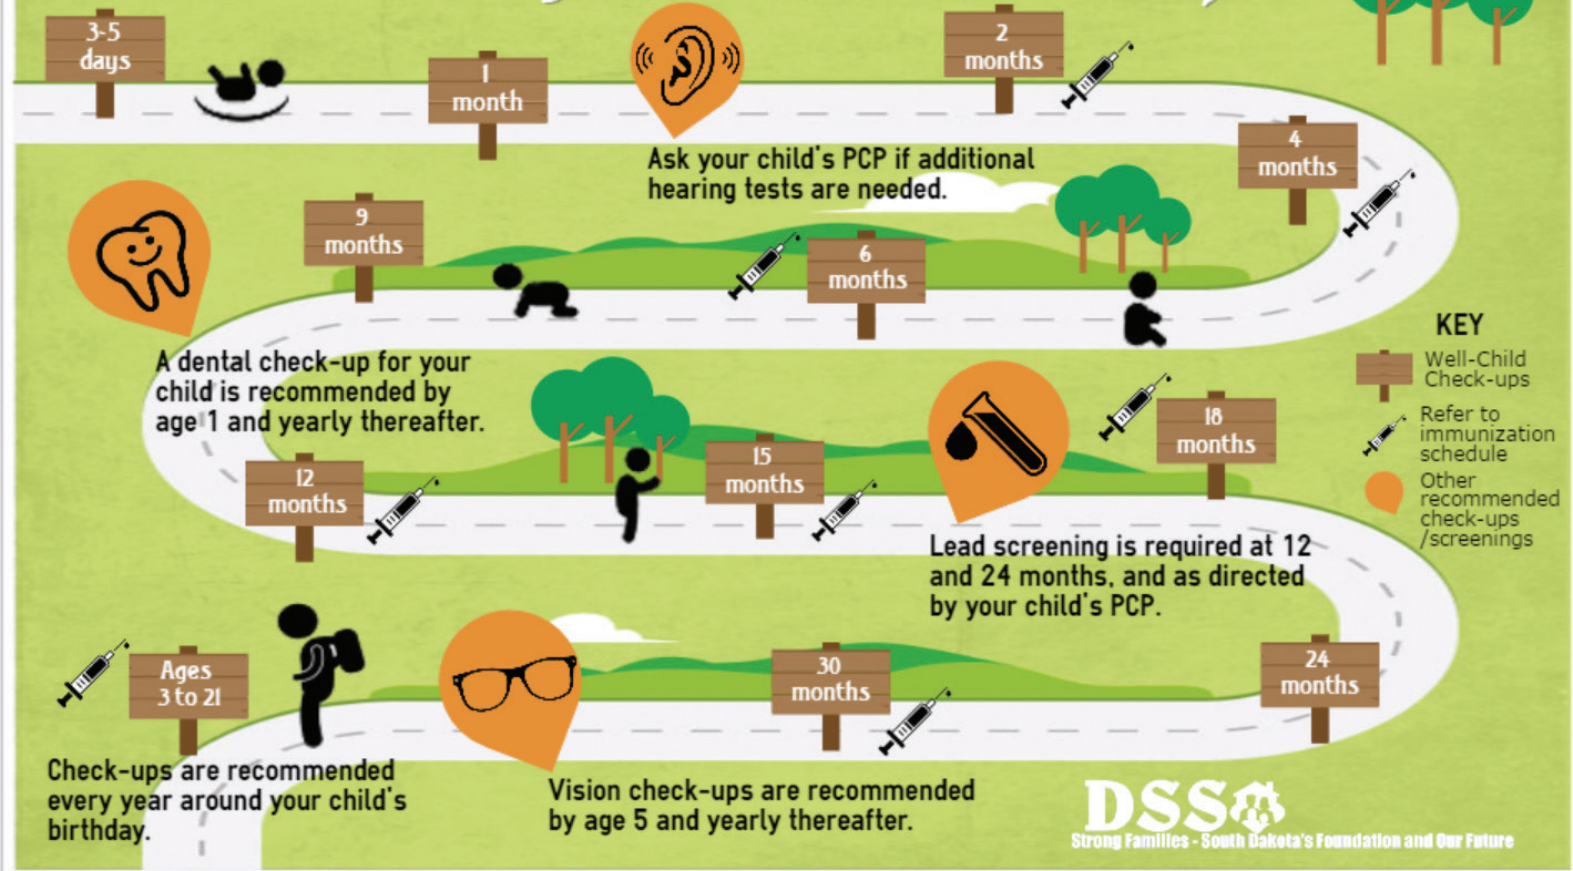 3-5
days
1
month
2
months
4
months
Ask your child's PCP if additional
hearing tests are needed.
6
months
9
months
A dental check-up for your
child is recommended by
age 1 and yearly thereafter.
12
months
15
months
18
months
Lead screening is required at 12
and 24 months, and as directed
by your child's PCP.
24
months
30
months
Vision check-ups are recommended
by age 5 and yearly thereafter.
Ages
3 to 21
Check-ups are recommended
every year around your child's
birthday.
KEY
Well-Child
Check-ups
Refer to
immunization
schedule
Other
recommended
check-ups
/screenings
DSS
Strong Families - South Dakota's Foundation and Our Future